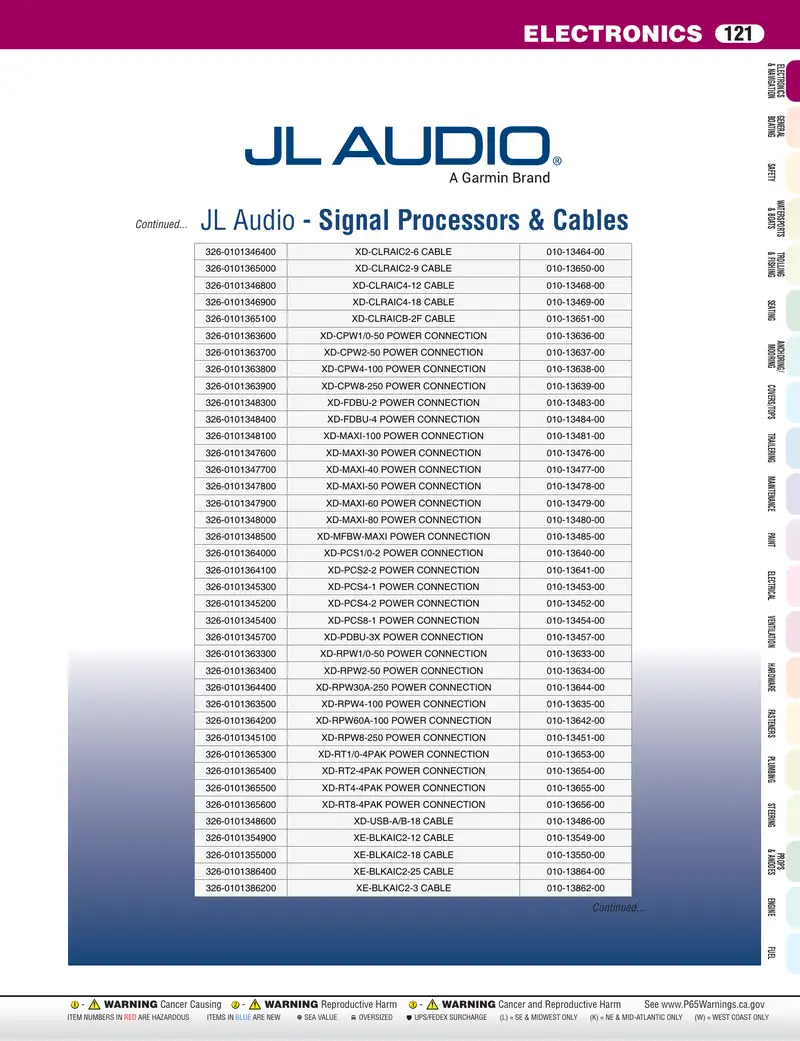 ELECTRONICS 121
JL AUDIO®
A Garmin Brand
Continued... JL Audio - Signal Processors & Cables
326-0101346400 XD-CLRAIC2-6 CABLE 010-13464-00
326-0101365000 XD-CLRAIC2-9 CABLE 010-13650-00
326-0101346800 XD-CLRAIC4-12 CABLE 010-13468-00
326-0101346900 XD-CLRAIC4-18 CABLE 010-13469-00
326-0101365100 XD-CLRAICB-2F CABLE 010-13651-00
326-0101363600 XD-CPW1/0-50 POWER CONNECTION 010-13636-00
326-0101363700 XD-CPW2-50 POWER CONNECTION 010-13637-00
326-0101363800 XD-CPW4-100 POWER CONNECTION 010-13638-00
326-0101363900 XD-CPW8-250 POWER CONNECTION 010-13639-00
326-0101348300 XD-FDBU-2 POWER CONNECTION 010-13483-00
326-0101348400 XD-FDBU-4 POWER CONNECTION 010-13484-00
326-0101348100 XD-MAXI-100 POWER CONNECTION 010-13481-00
326-0101347600 XD-MAXI-30 POWER CONNECTION 010-13476-00
326-0101347700 XD-MAXI-40 POWER CONNECTION 010-13477-00
326-0101347800 XD-MAXI-50 POWER CONNECTION 010-13478-00
326-0101347900 XD-MAXI-60 POWER CONNECTION 010-13479-00
326-0101348000 XD-MAXI-80 POWER CONNECTION 010-13480-00
326-0101348500 XD-MFBW-MAXI POWER CONNECTION 010-13485-00
326-0101364000 XD-PCS1/0-2 POWER CONNECTION 010-13640-00
326-0101364100 XD-PCS2-2 POWER CONNECTION 010-13641-00
326-0101345300 XD-PCS4-1 POWER CONNECTION 010-13453-00
326-0101345200 XD-PCS4-2 POWER CONNECTION 010-13452-00
326-0101345400 XD-PCS8-1 POWER CONNECTION 010-13454-00
326-0101345700 XD-PDBU-3X POWER CONNECTION 010-13457-00
326-0101363300 XD-RPW1/0-50 POWER CONNECTION 010-13633-00
326-0101363400 XD-RPW2-50 POWER CONNECTION 010-13634-00
326-0101364400 XD-RPW30A-250 POWER CONNECTION 010-13644-00
326-0101363500 XD-RPW4-100 POWER CONNECTION 010-13635-00
326-0101364200 XD-RPW60A-100 POWER CONNECTION 010-13642-00
326-0101345100 XD-RPW8-250 POWER CONNECTION 010-13451-00
326-0101365300 XD-RT1/0-4PAK POWER CONNECTION 010-13653-00
326-0101365400 XD-RT2-4PAK POWER CONNECTION 010-13654-00
326-0101365500 XD-RT4-4PAK POWER CONNECTION 010-13655-00
326-0101365600 XD-RT8-4PAK POWER CONNECTION 010-13656-00
326-0101348600 XD-USB-A/B-18 CABLE 010-13486-00
326-0101354900 XE-BLKAIC2-12 CABLE 010-13549-00
326-0101355000 XE-BLKAIC2-18 CABLE 010-13550-00
326-0101386400 XE-BLKAIC2-25 CABLE 010-13864-00
326-0101386200 XE-BLKAIC2-3 CABLE 010-13862-00
Continued...
ELECTRONICS
& NAVIGATION
GENERAL
BOATING
SAFETY
WATERSPORTS
& BOATS
TROLLING
& FISHING
SEATING
ANCHORING/
MOORING
COVERS/TOPS
TRAILERING
MAINTENANCE
PAINT
ELECTRICAL
VENTILATION
HARDWARE
FASTENERS
PLUMBING
STEERING
PROPS
& ANODES
ENGINE
FUEL
1 - WARNING Cancer Causing 2 - WARNING Reproductive Harm 3 - WARNING Cancer and Reproductive Harm See www.P65Warnings.ca.gov
ITEM NUMBERS IN RED ARE HAZARDOUS ITEMS IN BLUE ARE NEW SEA VALUE OVERSIZED UPS/FEDEX SURCHARGE (L) = SE & MIDWEST ONLY (K) = NE & MID-ATLANTIC ONLY (W) = WEST COAST ONLY